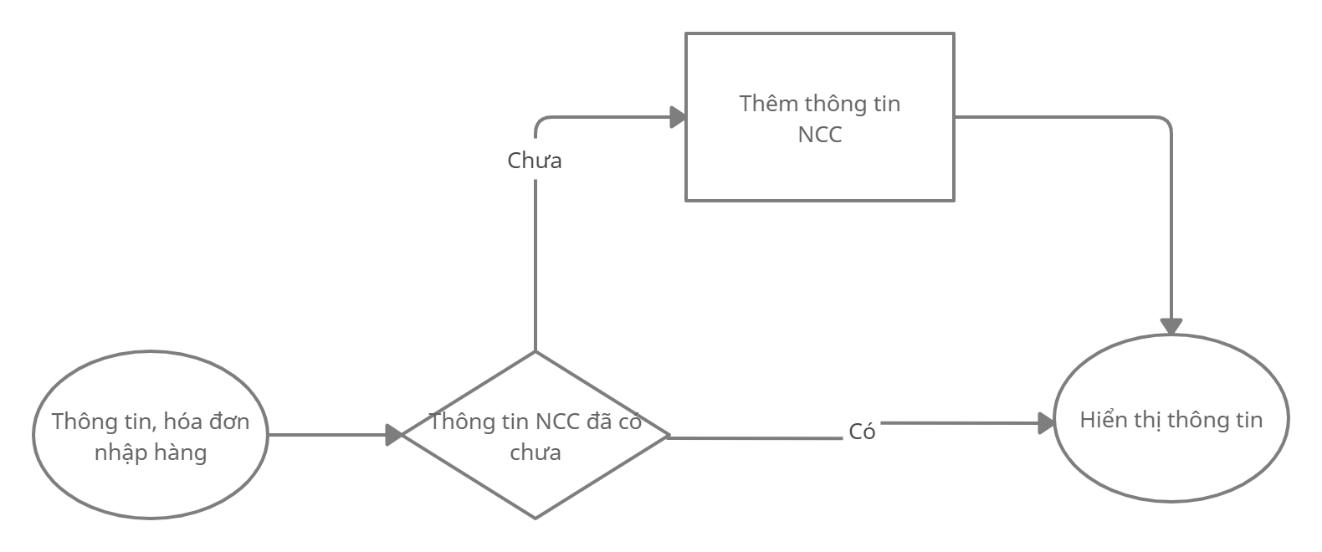 Thêm thông tin
NCC
Chưa
Thông tin, hóa đơn
nhập hàng
Thông tin NCC đã có
chưa
Có
Hiển thị thông tin